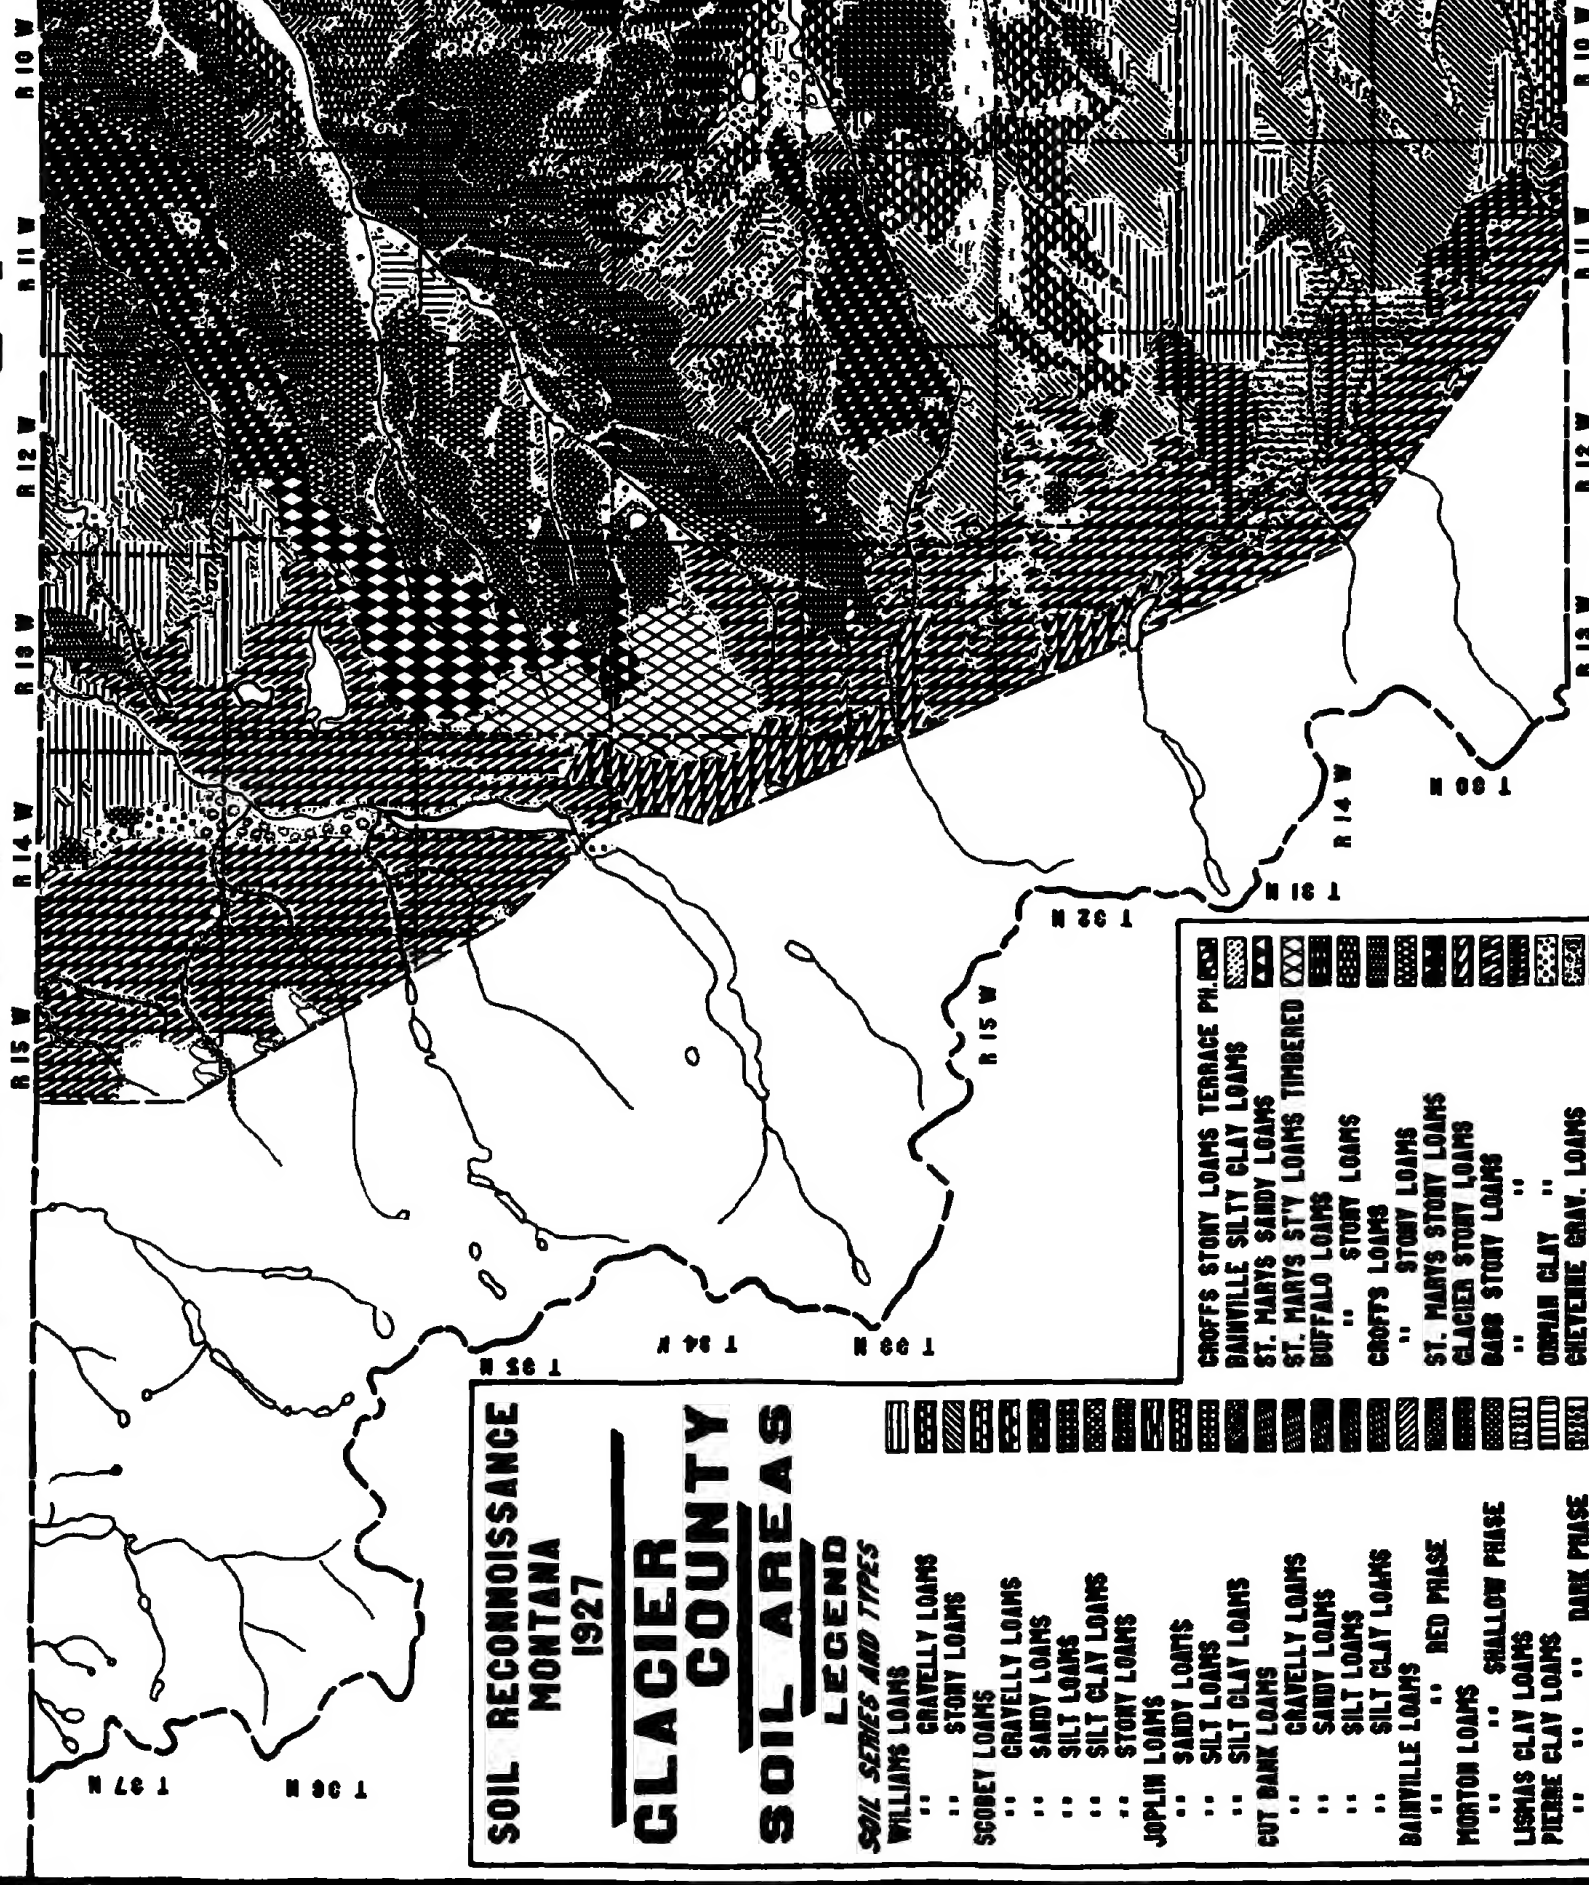 SOIL RECONNOISSANCE
MONTANA
1927
GLACIER
COUNTY
SOIL AREAS
LEGEND
SOIL SERIES AND TYPES
WILLIAMS LOAMS
" GRAVELLY LOAMS
" STONY LOAMS
SCOBEY LOAMS
" GRAVELLY LOAMS
" SANDY LOAMS
" SILT LOAMS
" SILT CLAY LOAMS
" STONY LOAMS
JOPLIN LOAMS
" SANDY LOAMS
" SILT LOAMS
" SILT CLAY LOAMS
CUT BANK LOAMS
" GRAVELLY LOAMS
" SANDY LOAMS
" SILT LOAMS
" SILT CLAY LOAMS
BAINVILLE LOAMS
" " RED PHASE
MORTON LOAMS
" " SHALLOW PHASE
LISMAS CLAY LOAMS
PIERRE CLAY LOAMS
" " " DARK PHASE
CROFFS STONY LOAMS TERRACE PH.
BAINVILLE SILTY CLAY LOAMS
ST. MARYS SANDY LOAMS
ST. MARYS ST'Y LOAMS TIMBERED
BUFFALO LOAMS
" STONY LOAMS
CROFFS LOAMS
" STONY LOAMS
ST. MARYS STONY LOAMS
GLACIER STONY LOAMS
BABB STONY LOAMS
" "
ORMAN CLAY "
CHEYENNE GRAV. LOAMS
R 15 W
R 14 W
R 13 W
R 12 W
R 11 W
R 10 W
T 37 N
T 36 N
T 35 N
T 34 N
T 33 N
R 15 W
T 32 N
T 31 N
R 14 W
T 30 N
R 13 W
R 12 W
R 11 W
R 10 W